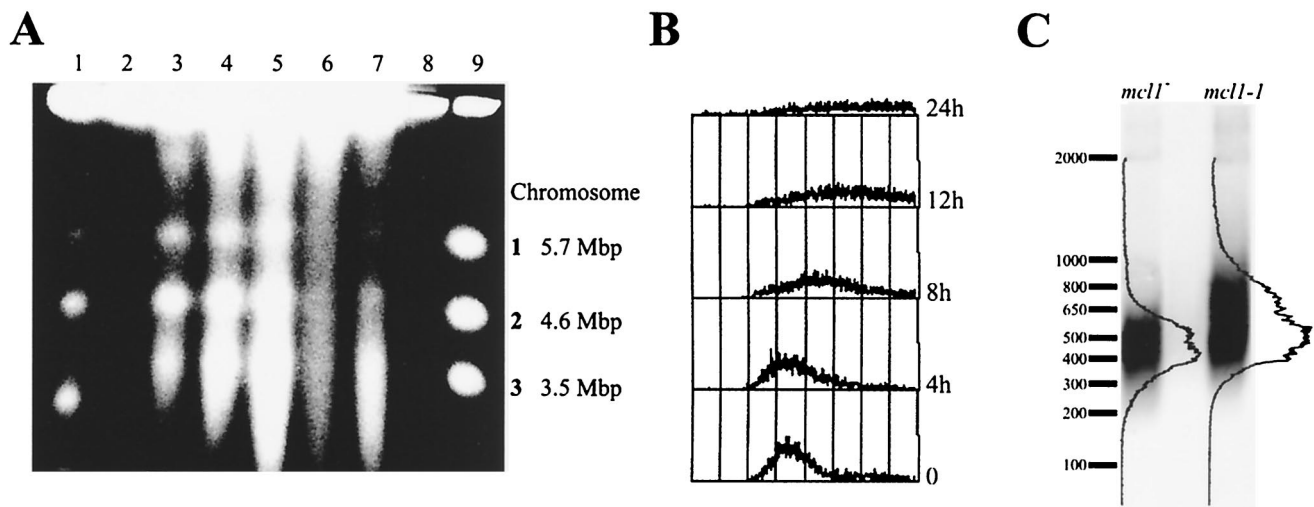 A
1 2 3 4 5 6 7 8 9
Chromosome
1 5.7 Mbp
2 4.6 Mbp
3 3.5 Mbp
B
24h
12h
8h
4h
0
C
mcl1- mcl1-1
2000
1000
800
650
500
400
300
200
100